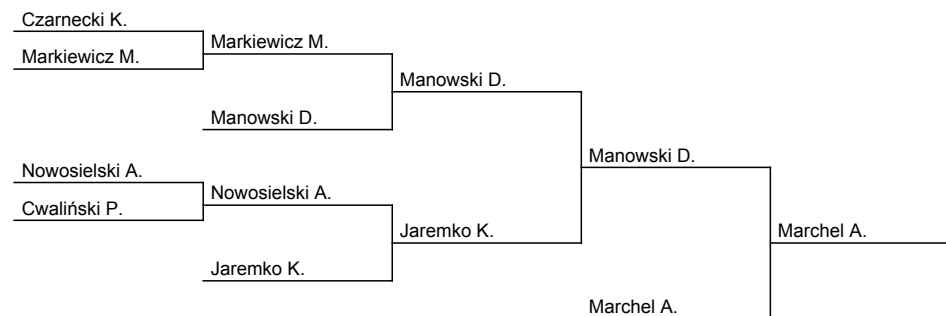 Czarnecki K.
Markiewicz M.
Markiewicz M.
Manowski D.
Manowski D.
Manowski D.
Nowosielski A.
Nowosielski A.
Cwaliński P.
Jaremko K.
Marchel A.
Jaremko K.
Marchel A.